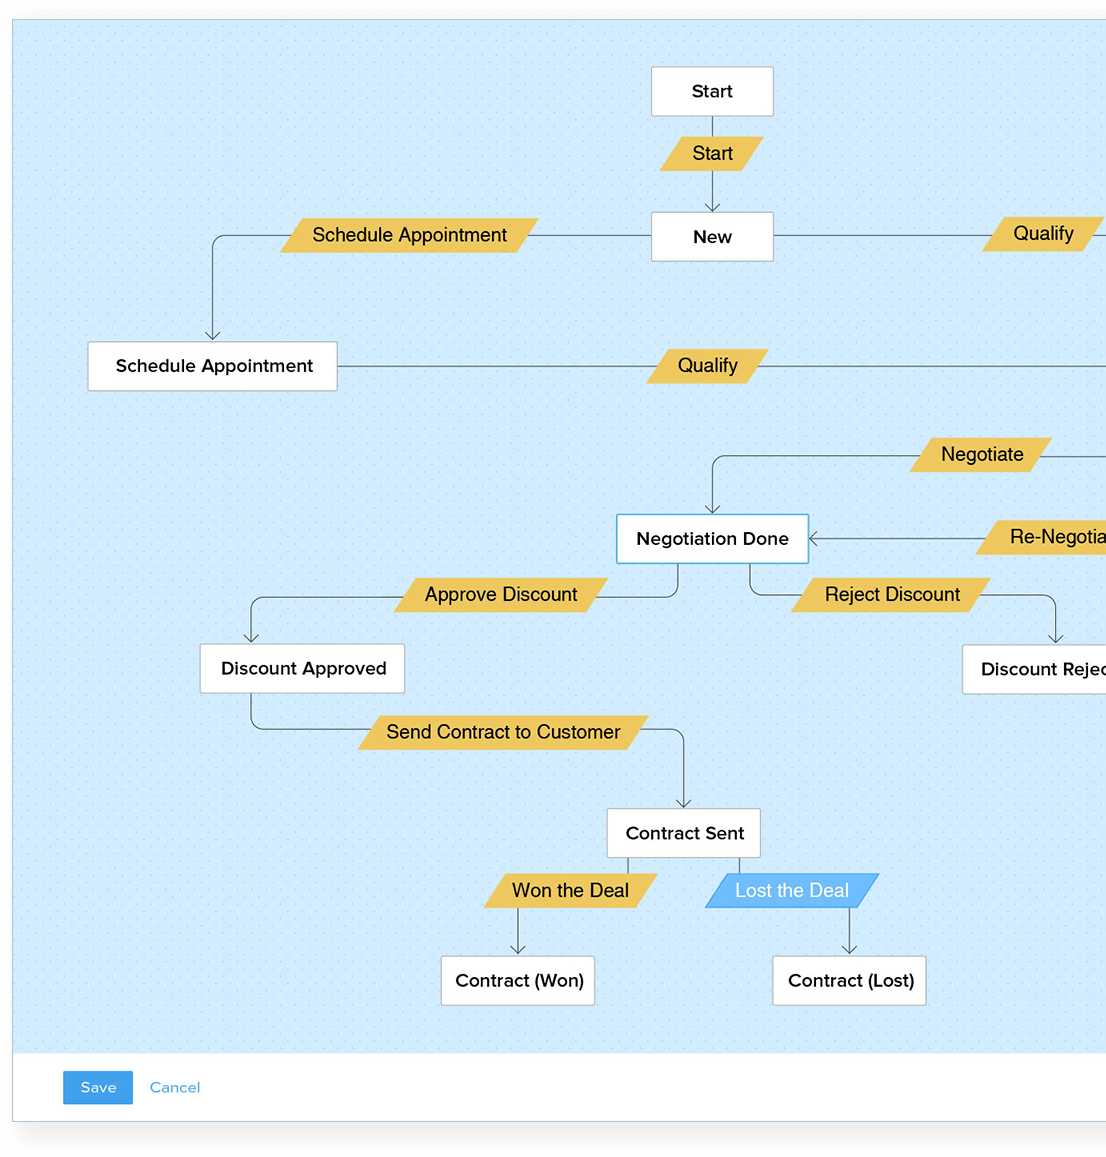 Start
Start
Schedule Appointment
New
Qualify
Schedule Appointment
Qualify
Negotiate
Negotiation Done
Re-Negotia
Approve Discount
Reject Discount
Discount Approved
Discount Rejec
Send Contract to Customer
Contract Sent
Won the Deal
Lost the Deal
Contract (Won)
Contract (Lost)
Save
Cancel